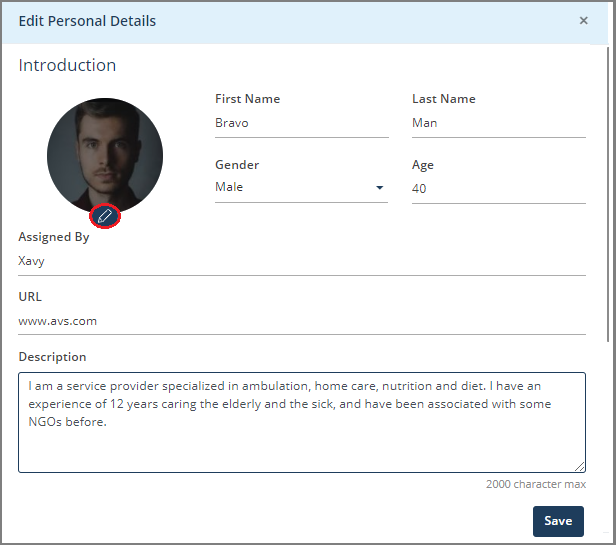 Edit Personal Details ×
Introduction
First Name Last Name
Bravo Man
Gender Age
Male 40
Assigned By
Xavy
URL
www.avs.com
Description
I am a service provider specialized in ambulation, home care, nutrition and diet. I have an
experience of 12 years caring the elderly and the sick, and have been associated with some
NGOs before.
2000 character max
Save